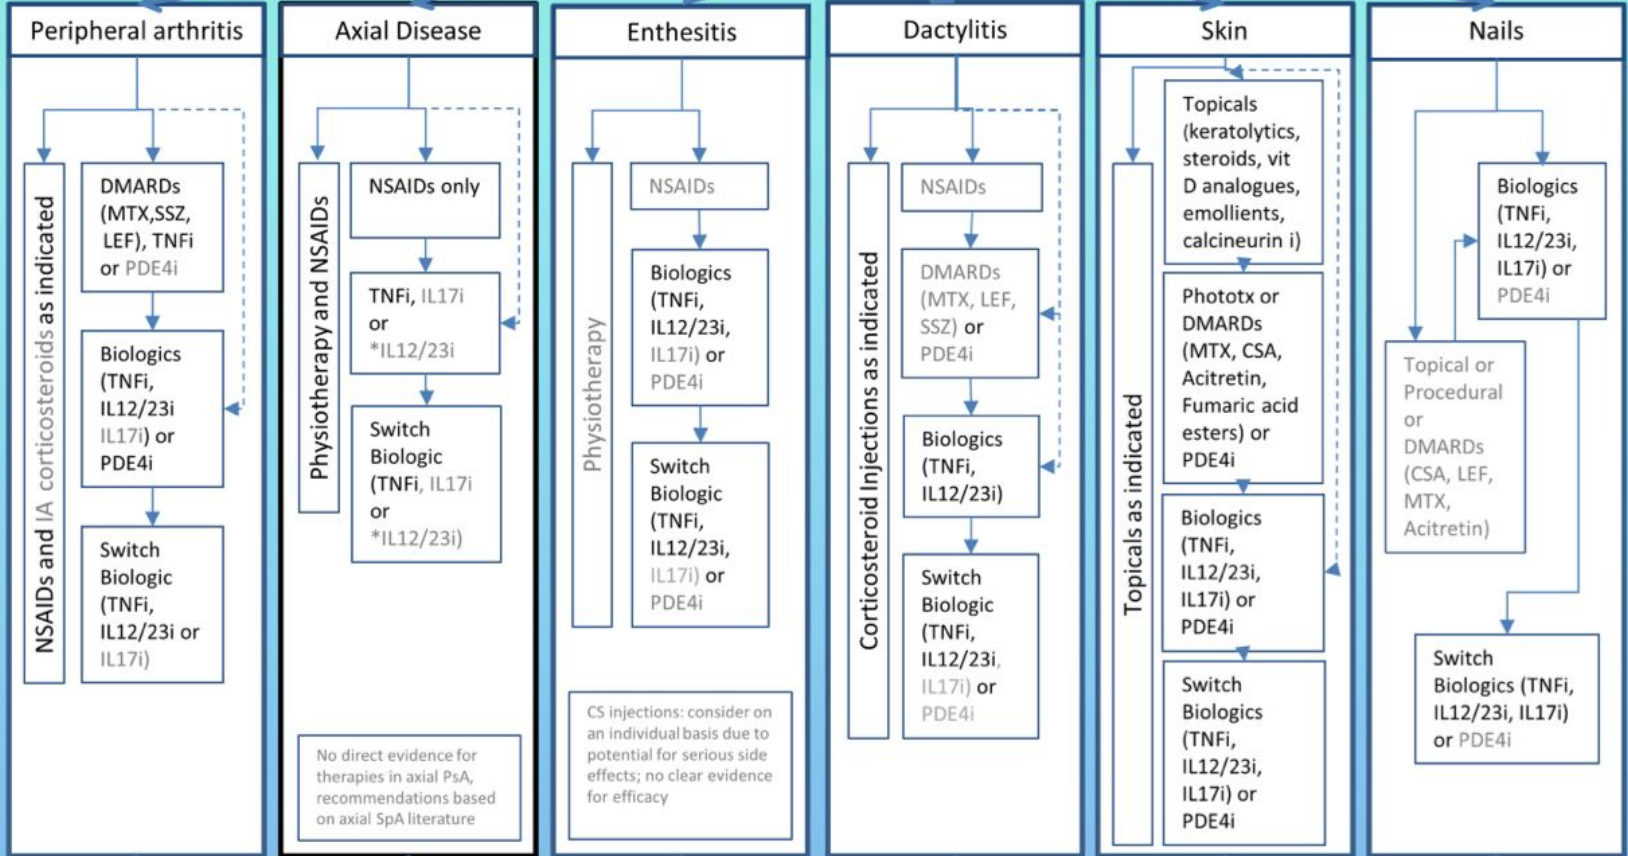 Peripheral arthritis
NSAIDs and IA corticosteroids as indicated
DMARDs
(MTX,SSZ,
LEF), TNFi
or PDE4i
Biologics
(TNFi,
IL12/23i
IL17i) or
PDE4i
Switch
Biologic
(TNFi,
IL12/23i or
IL17i)
Axial Disease
Physiotherapy and NSAIDs
NSAIDs only
TNFi, IL17i
or
*IL12/23i
Switch
Biologic
(TNFi, IL17i
or
*IL12/23i)
No direct evidence for
therapies in axial PsA,
recommendations based
on axial SpA literature
Enthesitis
Physiotherapy
NSAIDs
Biologics
(TNFi,
IL12/23i,
IL17i) or
PDE4i
Switch
Biologic
(TNFi,
IL12/23i,
IL17i) or
PDE4i
CS injections: consider on
an individual basis due to
potential for serious side
effects; no clear evidence
for efficacy
Dactylitis
Corticosteroid Injections as indicated
NSAIDs
DMARDs
(MTX, LEF,
SSZ) or
PDE4i
Biologics
(TNFi,
IL12/23i)
Switch
Biologic
(TNFi,
IL12/23i,
IL17i) or
PDE4i
Skin
Topicals as indicated
Topicals
(keratolytics,
steroids, vit
D analogues,
emollients,
calcineurin i)
Phototx or
DMARDs
(MTX, CSA,
Acitretin,
Fumaric acid
esters) or
PDE4i
Biologics
(TNFi,
IL12/23i,
IL17i) or
PDE4i
Switch
Biologics
(TNFi,
IL12/23i,
IL17i) or
PDE4i
Nails
Biologics
(TNFi,
IL12/23i,
IL17i) or
PDE4i
Topical or
Procedural
or
DMARDs
(CSA, LEF,
MTX,
Acitretin)
Switch
Biologics (TNFi,
IL12/23i, IL17i)
or PDE4i